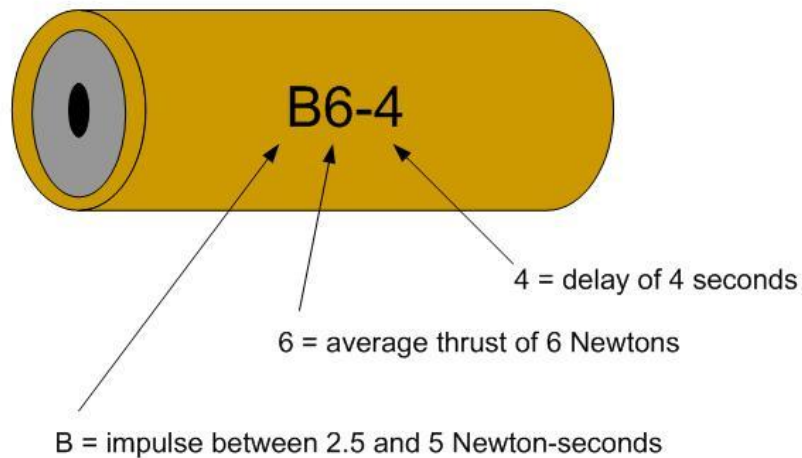 B6-4
4 = delay of 4 seconds
6 = average thrust of 6 Newtons
B = impulse between 2.5 and 5 Newton-seconds